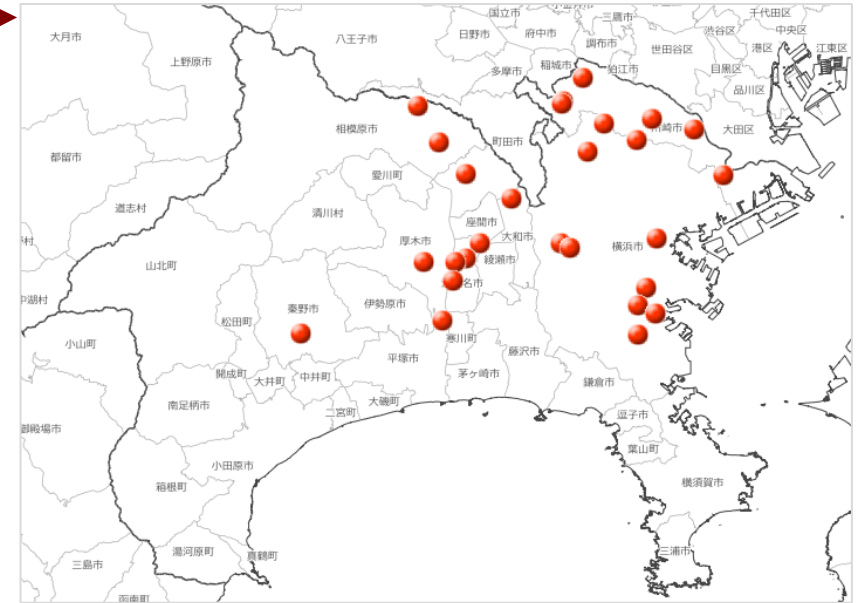 千代田区
国立市
三鷹市
中央区
大月市
八王子市
日野市
府中市
調布市
世田谷区
渋谷区
港区
江東区
上野原市
稲城市
狛江市
目黒区
多摩市
品川区
相模原市
町田市
川崎市
大田区
都留市
愛川町
道志村
清川村
座間市
厚木市
大和市
横浜市
山北町
綾瀬市
秦野市
伊勢原市
松田町
小山町
寒川町
藤沢市
平塚市
開成町
大井町
中井町
茅ヶ崎市
鎌倉市
南足柄市
大磯町
二宮町
逗子市
御殿場市
葉山町
小田原市
箱根町
横須賀市
湯河原町
真鶴町
三浦市
三島市
函南町